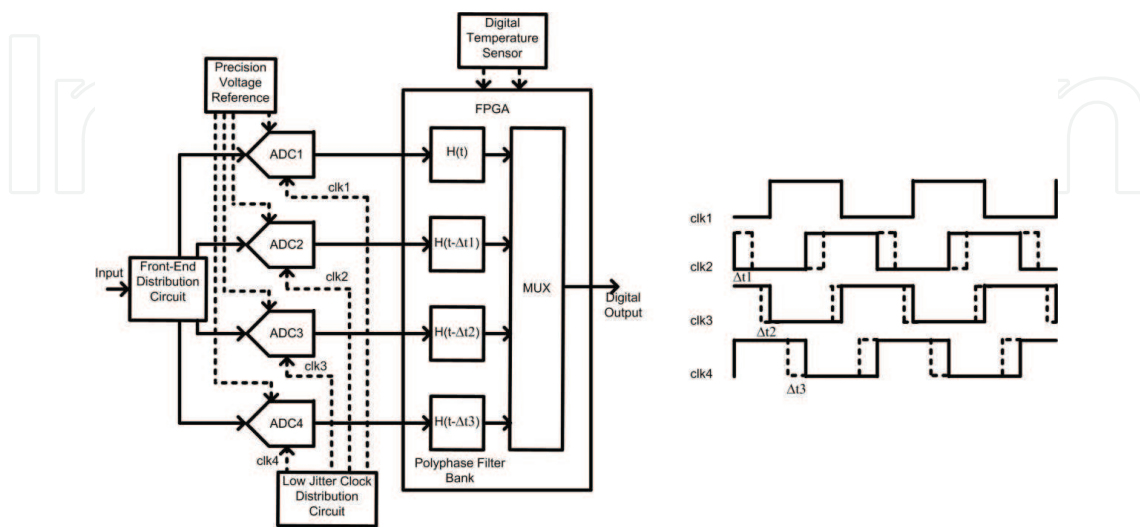 Digital
Temperature
Sensor
Precision
Voltage
Reference
FPGA
ADC1
H(t)
clk1
ADC2
H(t-Δt1)
clk2
Input
Front-End
Distribution
Circuit
MUX
Digital
Output
ADC3
H(t-Δt2)
clk3
ADC4
H(t-Δt3)
clk4
Polyphase Filter
Bank
Low Jitter Clock
Distribution
Circuit
clk1
clk2
Δt1
clk3
Δt2
clk4
Δt3